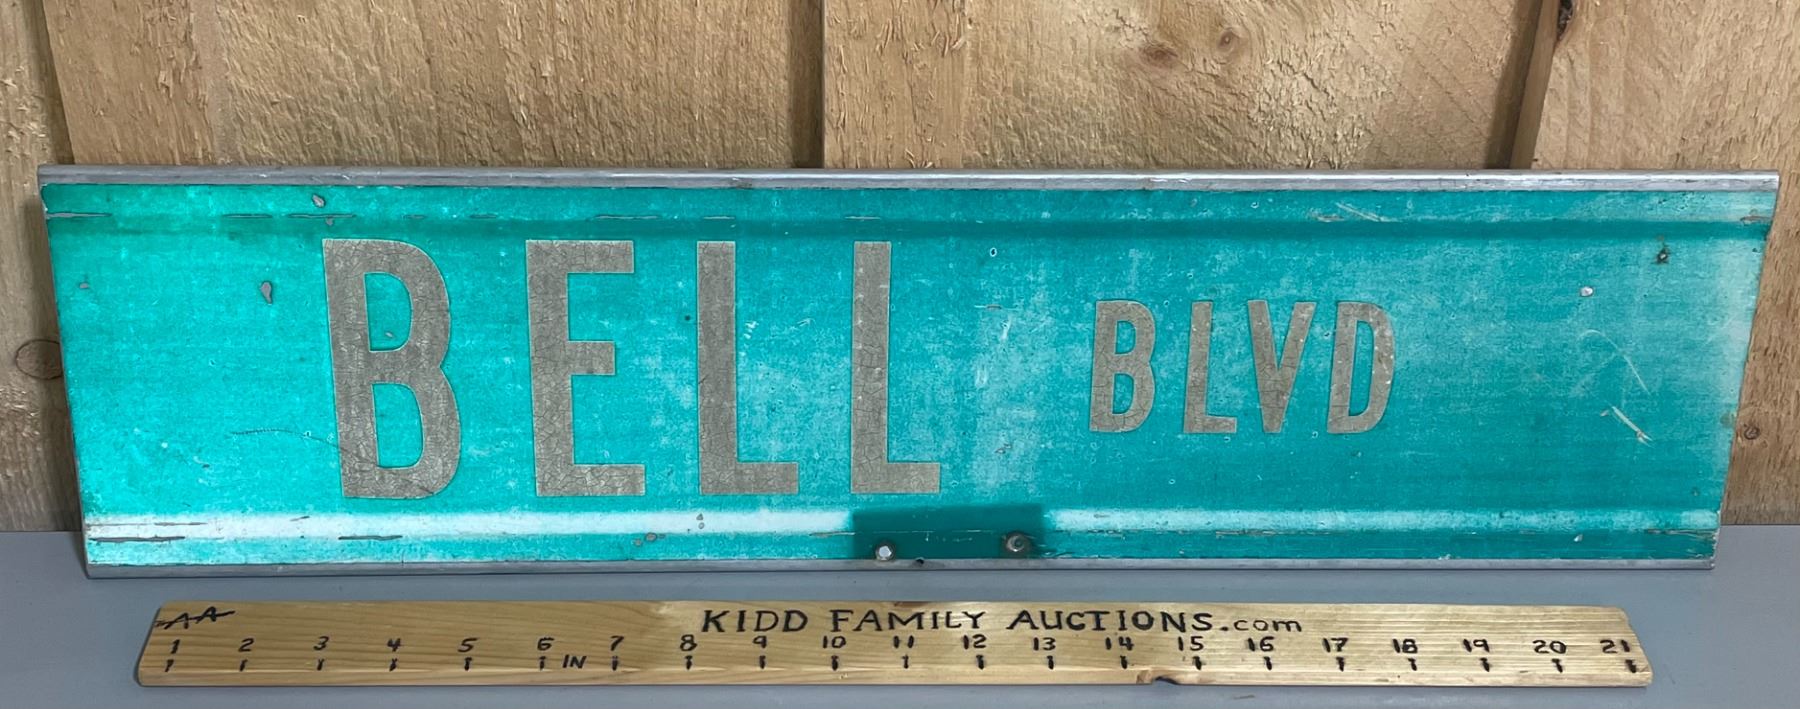 BELL BLVD
AA KIDD FAMILY AUCTIONS.com
1 2 3 4 5 6 IN 7 8 9 10 11 12 13 14 15 16 17 18 19 20 21